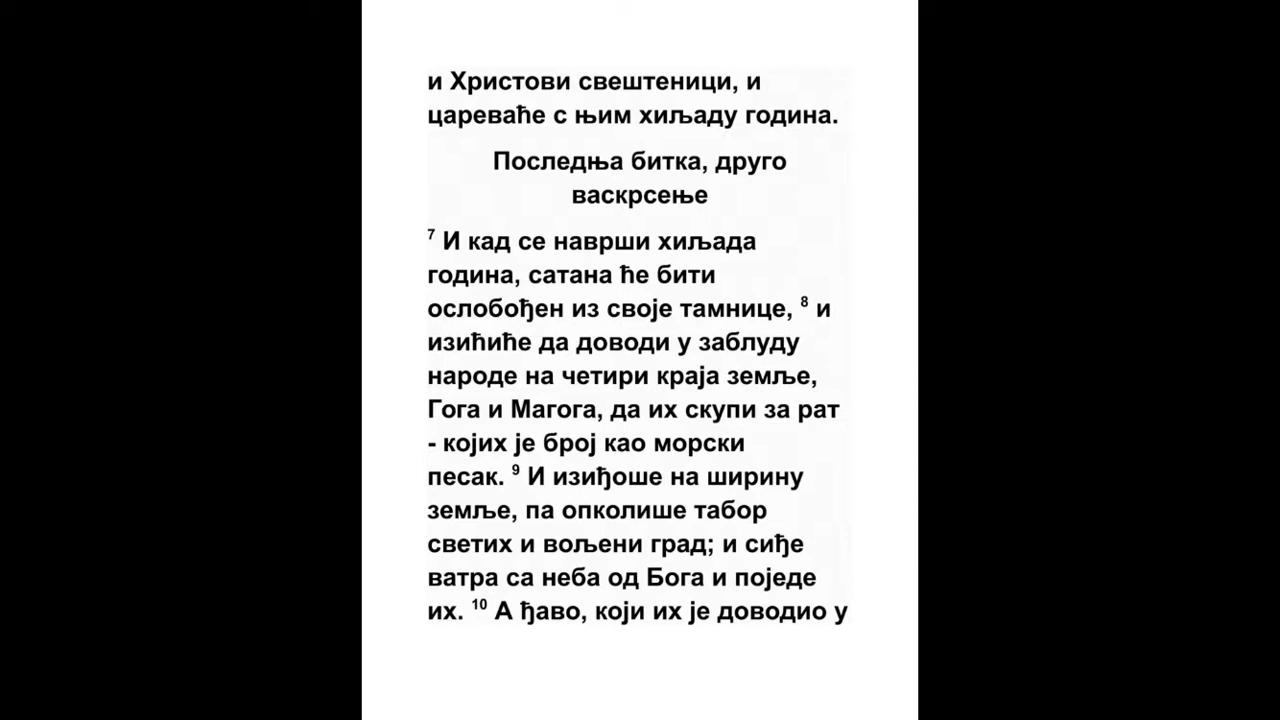 и Христови свештеници, и
цареваће с њим хиљаду година.
Последња битка, друго
васкрсење
7 И кад се наврши хиљада
година, сатана ће бити
ослобођен из своје тамнице, 8 и
изићиће да доводи у заблуду
народе на четири краја земље,
Гога и Магога, да их скупи за рат
- којих је број као морски
песак. 9 И изиђоше на ширину
земље, па опколише табор
светих и вољени град; и сиђе
ватра са неба од Бога и поједе
их. 10 А ђаво, који их је доводио у